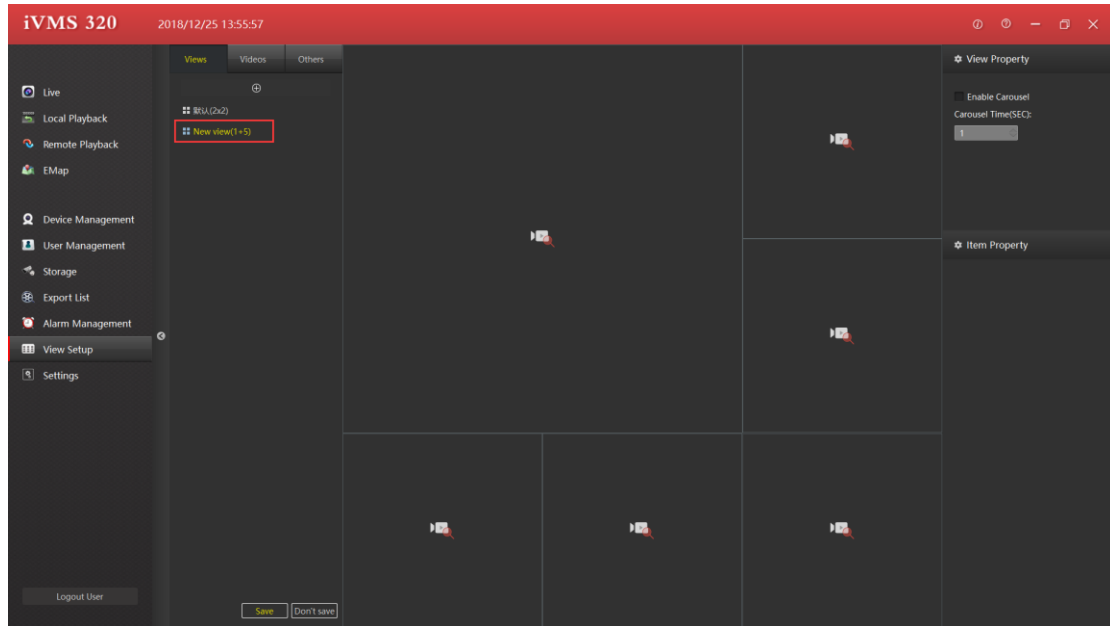 iVMS 320 2018/12/25 13:55:57
Views Videos Others
默认(2x2)
New view(1+5)
Live
Local Playback
Remote Playback
EMap
Device Management
User Management
Storage
Export List
Alarm Management
View Setup
Settings
Logout User
Save Don't save
View Property
Enable Carousel
Carousel Time(SEC):
1
Item Property